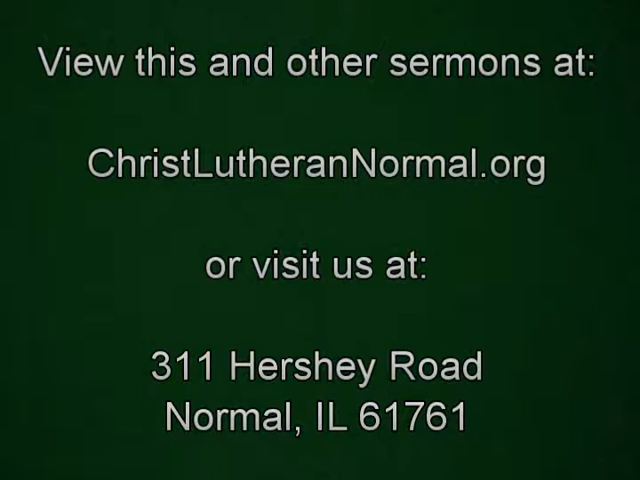 View this and other sermons at:
ChristLutheranNormal.org
or visit us at:
311 Hershey Road
Normal, IL 61761